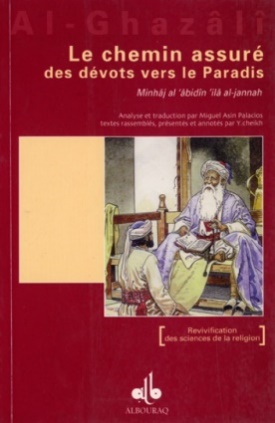 Al-Ghazâlî
Le chemin assuré
des dévots vers le Paradis
Minhâj al 'âbidîn 'ilâ al-jannah
Analyse et traduction par Miguel Asin Palacios
textes rassemblés, présentés et annotés par Y.cheikh
Revivification
des sciences de la religion
ALBOURAQ